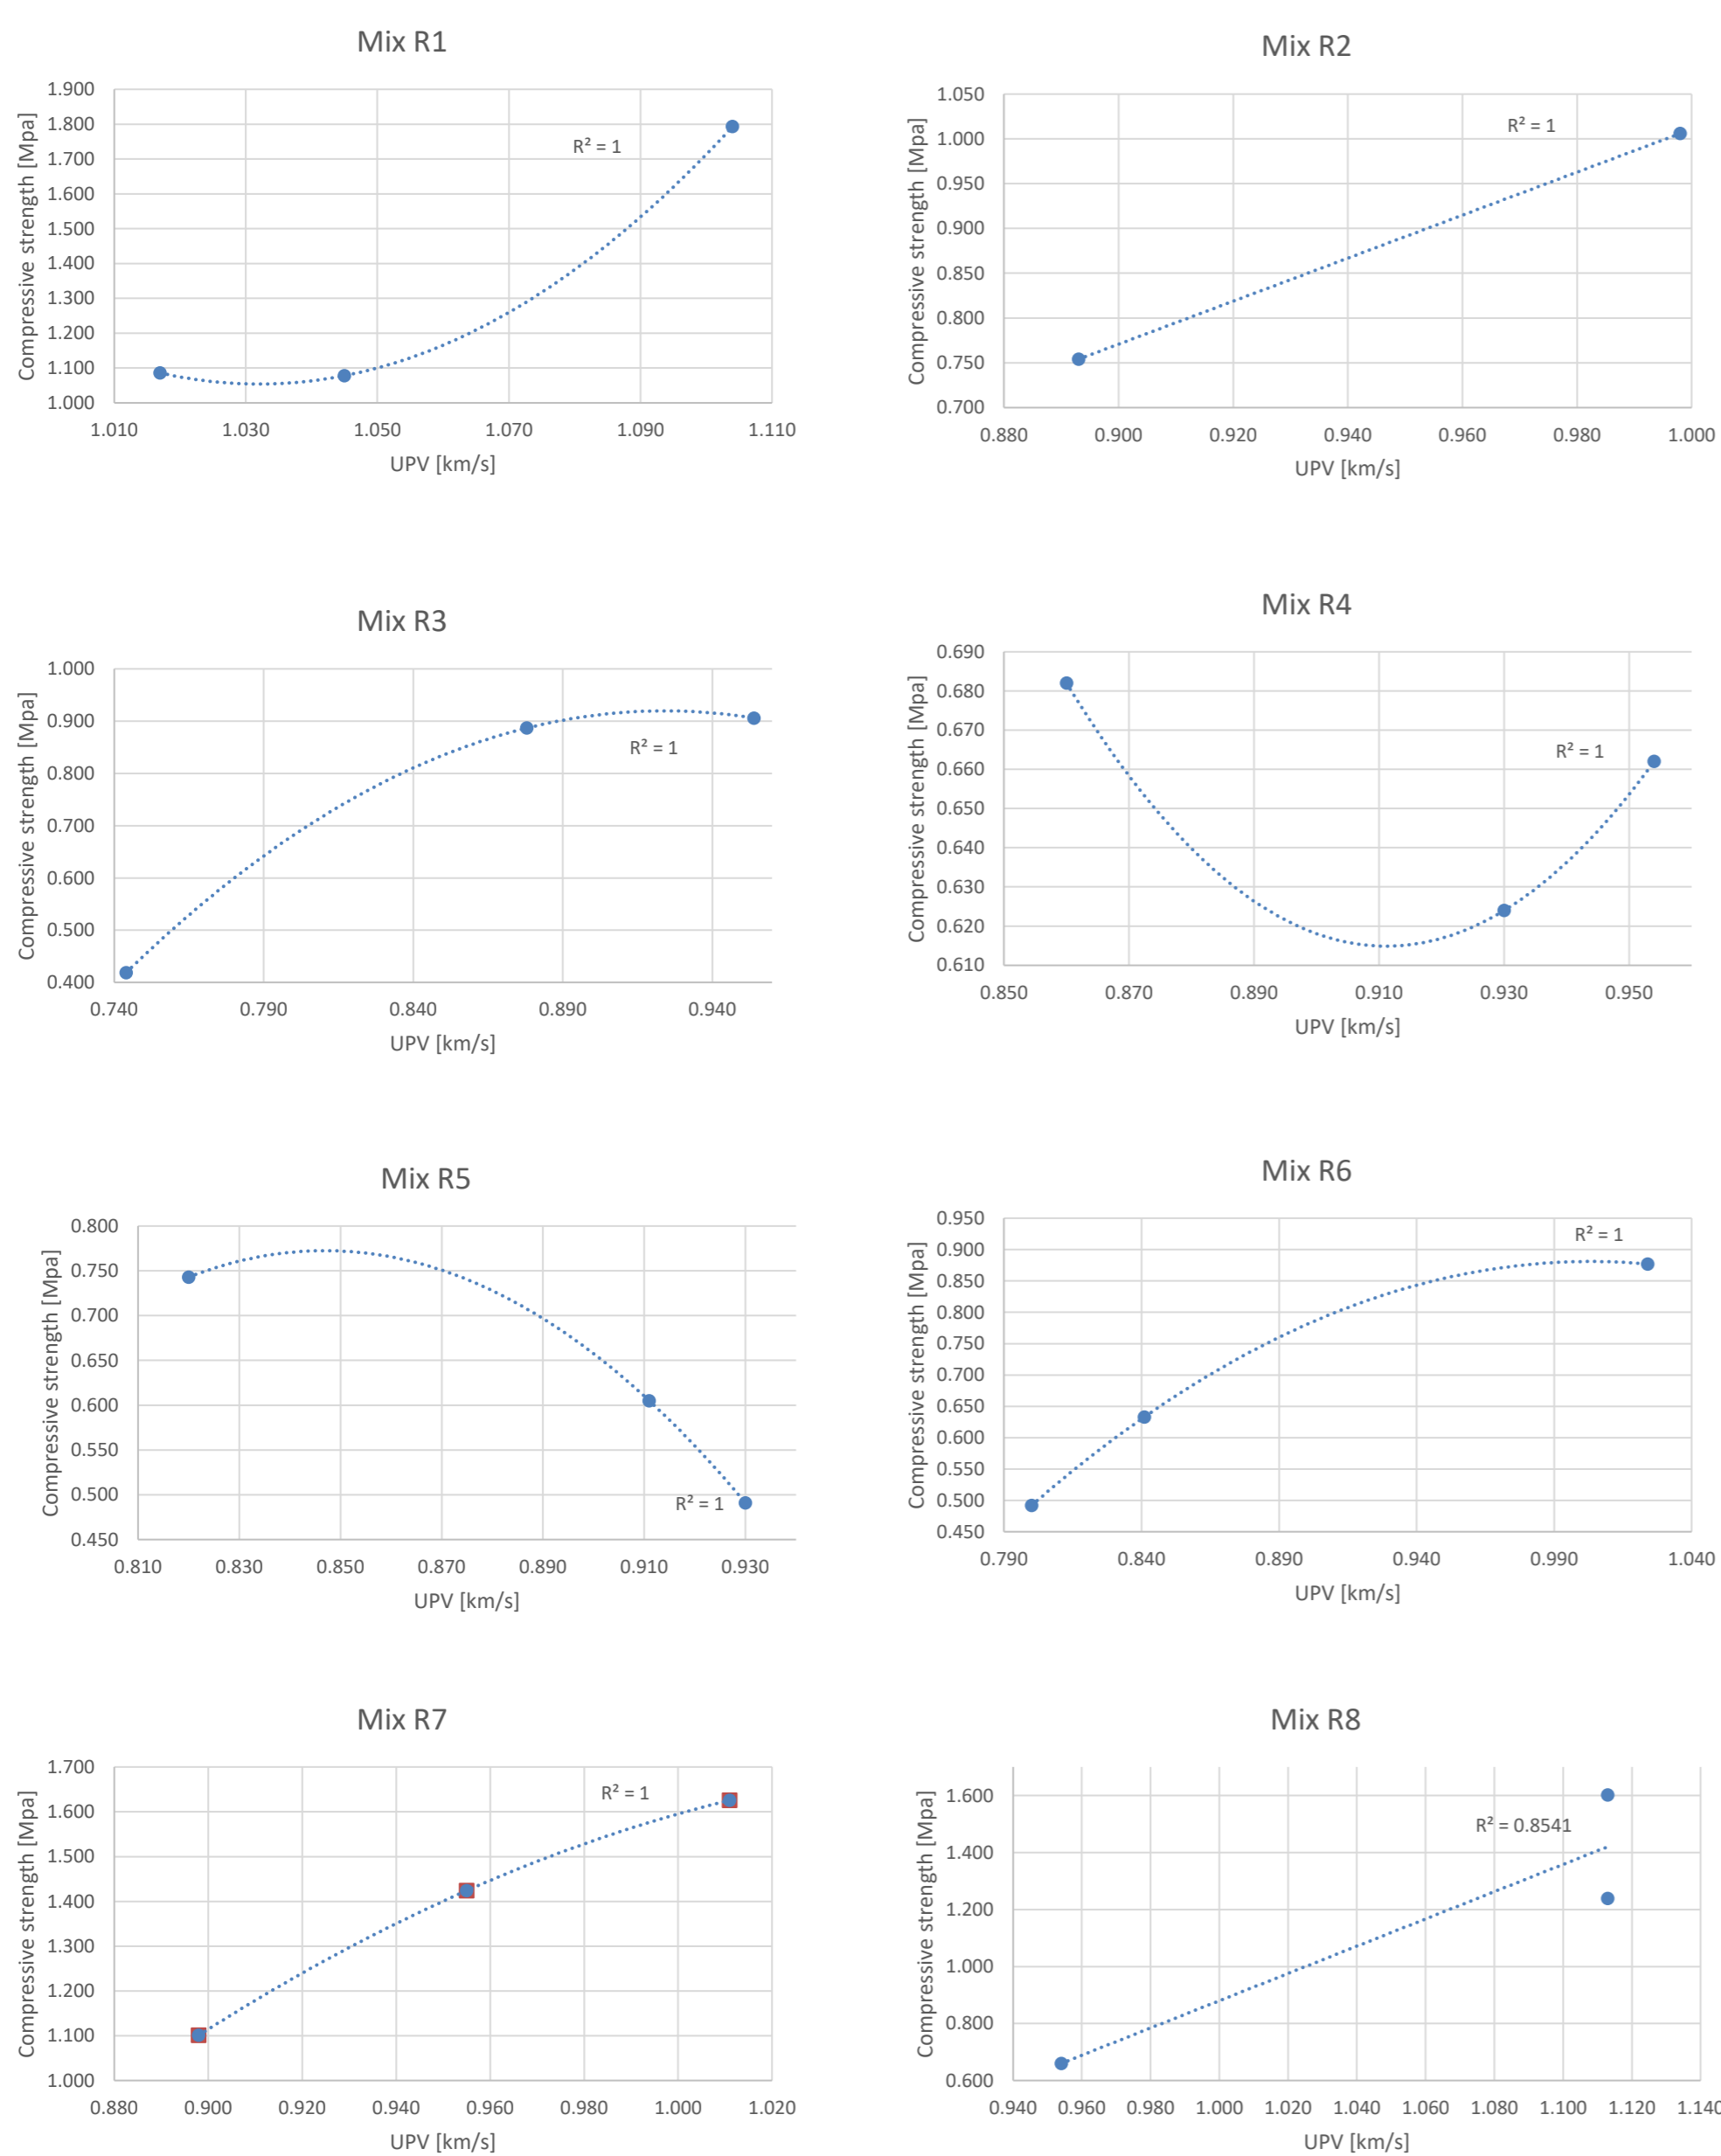 Mix R1
Compressive strength [Mpa]
1.900
1.800
1.700
1.600
1.500
1.400
1.300
1.200
1.100
1.000
R² = 1
1.010 1.030 1.050 1.070 1.090 1.110
UPV [km/s]
Mix R2
Compressive strength [Mpa]
1.050
1.000
0.950
0.900
0.850
0.800
0.750
0.700
R² = 1
0.880 0.900 0.920 0.940 0.960 0.980 1.000
UPV [km/s]
Mix R3
Compressive strength [Mpa]
1.000
0.900
0.800
0.700
0.600
0.500
0.400
R² = 1
0.740 0.790 0.840 0.890 0.940
UPV [km/s]
Mix R4
Compressive strength [Mpa]
0.690
0.680
0.670
0.660
0.650
0.640
0.630
0.620
0.610
R² = 1
0.850 0.870 0.890 0.910 0.930 0.950
UPV [km/s]
Mix R5
Compressive strength [Mpa]
0.800
0.750
0.700
0.650
0.600
0.550
0.500
0.450
R² = 1
0.810 0.830 0.850 0.870 0.890 0.910 0.930
UPV [km/s]
Mix R6
Compressive strength [Mpa]
0.950
0.900
0.850
0.800
0.750
0.700
0.650
0.600
0.550
0.500
0.450
R² = 1
0.790 0.840 0.890 0.940 0.990 1.040
UPV [km/s]
Mix R7
Compressive strength [Mpa]
1.700
1.600
1.500
1.400
1.300
1.200
1.100
1.000
R² = 1
0.880 0.900 0.920 0.940 0.960 0.980 1.000 1.020
UPV [km/s]
Mix R8
Compressive strength [Mpa]
1.600
1.400
1.200
1.000
0.800
0.600
R² = 0.8541
0.940 0.960 0.980 1.000 1.020 1.040 1.060 1.080 1.100 1.120 1.140
UPV [km/s]